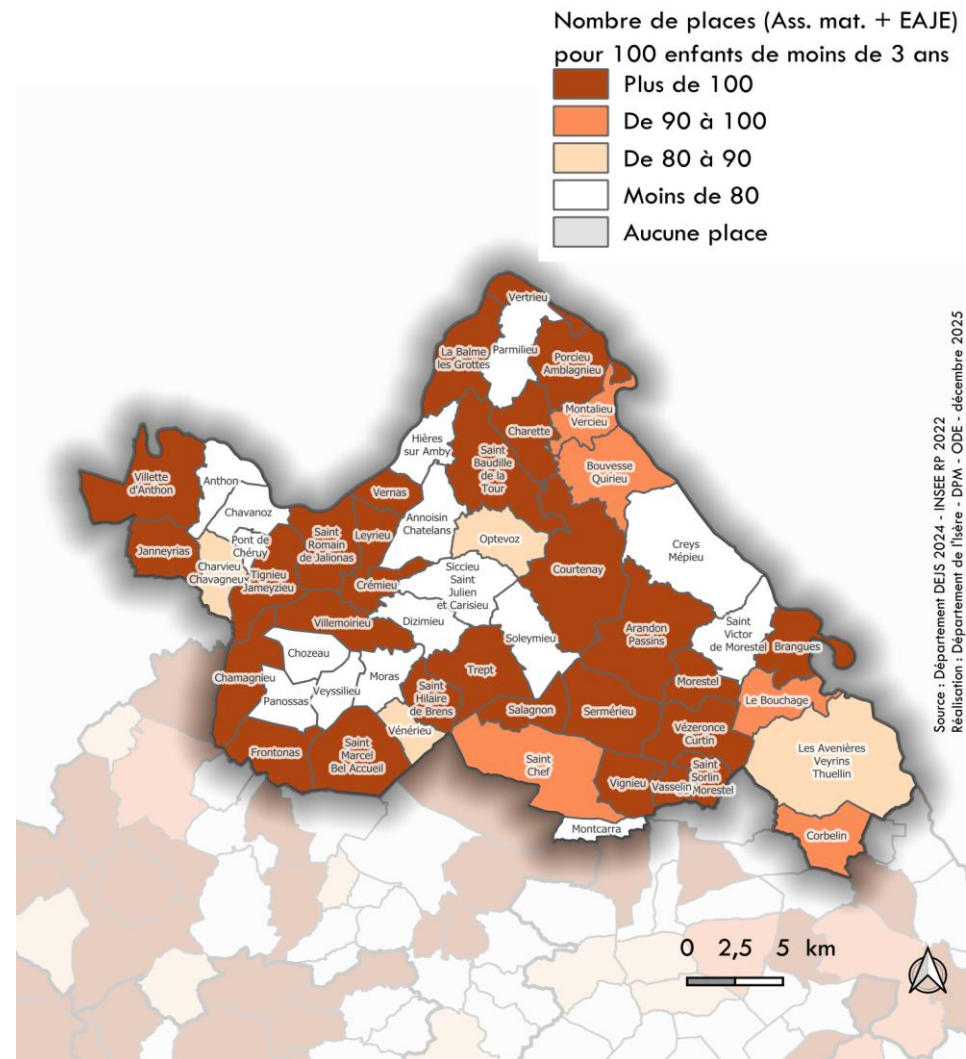 Nombre de places (Ass. mat. + EAJE)
pour 100 enfants de moins de 3 ans
Plus de 100
De 90 à 100
De 80 à 90
Moins de 80
Aucune place
Vertrieu
La Balme
les Grottes
Parmilieu
Porcieu
Amblagnieu
Montalieu
Vercieu
Charette
Hières
sur Amby
Saint
Baudille
de la
Tour
Bouvesse
Quirieu
Villette
d'Anthon
Anthon
Chavanoz
Vernas
Annoisin
Chatelans
Optevoz
Creys
Mépieu
Janneyrias
Pont de
Chéruy
Charvieu
Chavagneu
Tignieu
Jameyzieu
Saint
Romain
de Jalionas
Leyrieu
Crémieu
Siccieu
Saint
Julien
et Carisieu
Courtenay
Villemoirieu
Dizimieu
Soleymieu
Arandon
Passins
Saint
Victor
de Morestel
Brangues
Chozeau
Chamagnieu
Panossas
Veyssilieu
Moras
Saint
Hilaire
de Brens
Trept
Salagnon
Sermérieu
Morestel
Le Bouchage
Vénérieu
Vézeronce
Curtin
Frontonas
Saint
Marcel
Bel Accueil
Saint
Chef
Vignieu
Vasselin
Saint
Sorlin
Morestel
Les Avenières
Veyrins
Thuellin
Montcarra
Corbelin
0 2,5 5 km
Source : Département DEJS 2024 - INSEE RP 2022
Réalisation : Département de l'Isère - DPM - ODE - décembre 2025